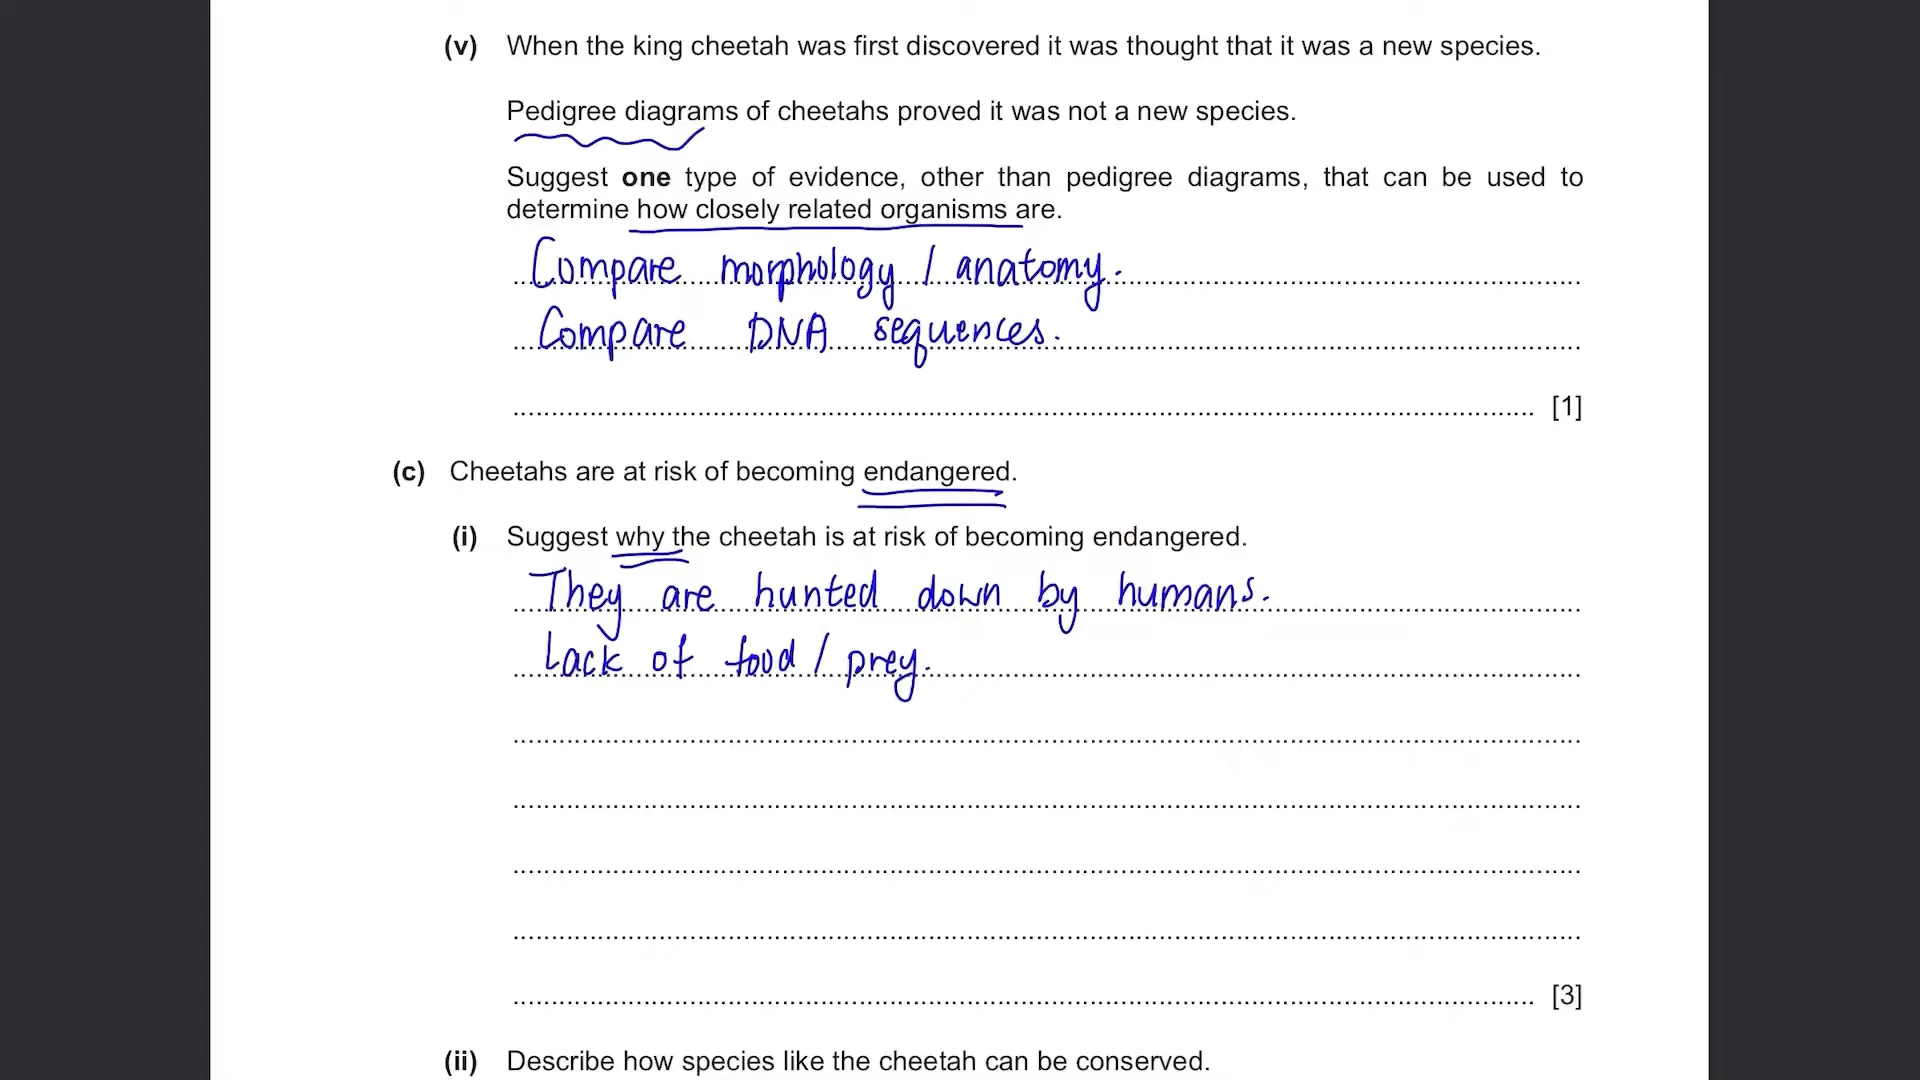 (v) When the king cheetah was first discovered it was thought that it was a new species.
Pedigree diagrams of cheetahs proved it was not a new species.
Suggest one type of evidence, other than pedigree diagrams, that can be used to
determine how closely related organisms are.
Compare morphology / anatomy.
Compare DNA sequences.
[1]
(c) Cheetahs are at risk of becoming endangered.
(i) Suggest why the cheetah is at risk of becoming endangered.
They are hunted down by humans.
Lack of food / prey.
[3]
(ii) Describe how species like the cheetah can be conserved.